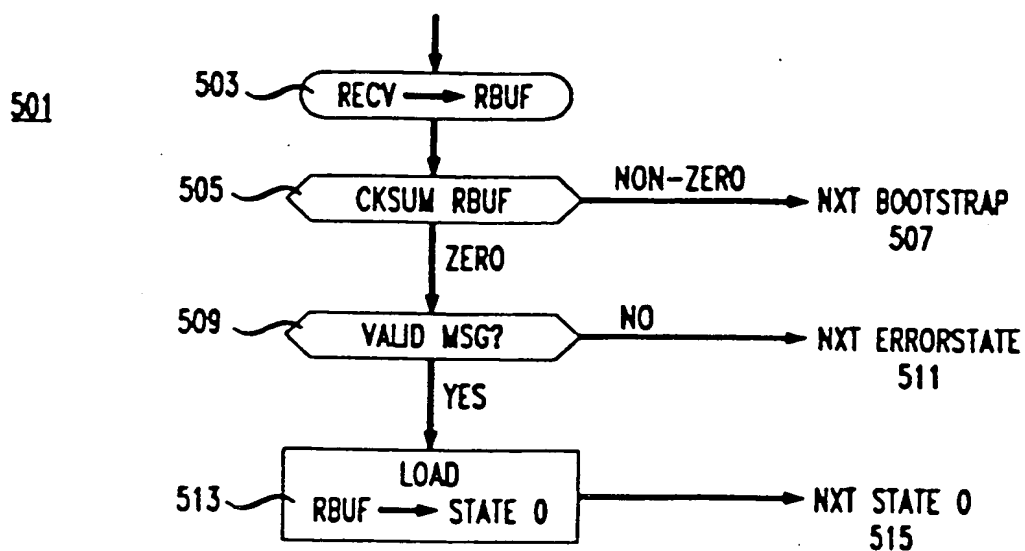 501
503
RECV → RBUF
505
CKSUM RBUF
NON-ZERO
NXT BOOTSTRAP
507
ZERO
509
VALID MSG?
NO
NXT ERRORSTATE
511
YES
513
LOAD
RBUF → STATE 0
NXT STATE 0
515